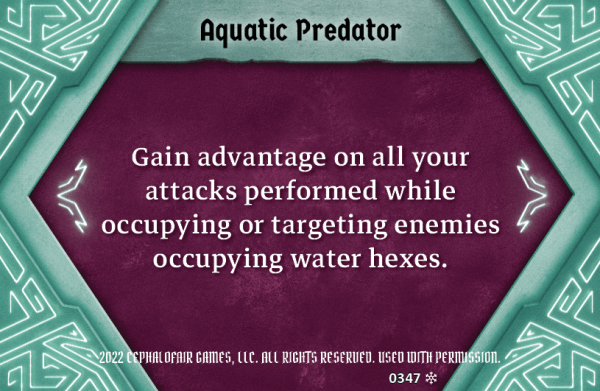 Aquatic Predator
Gain advantage on all your
attacks performed while
occupying or targeting enemies
occupying water hexes.
2022 CEPHALOFAIR GAMES, LLC. ALL RIGHTS RESERVED. USED WITH PERMISSION.
0347